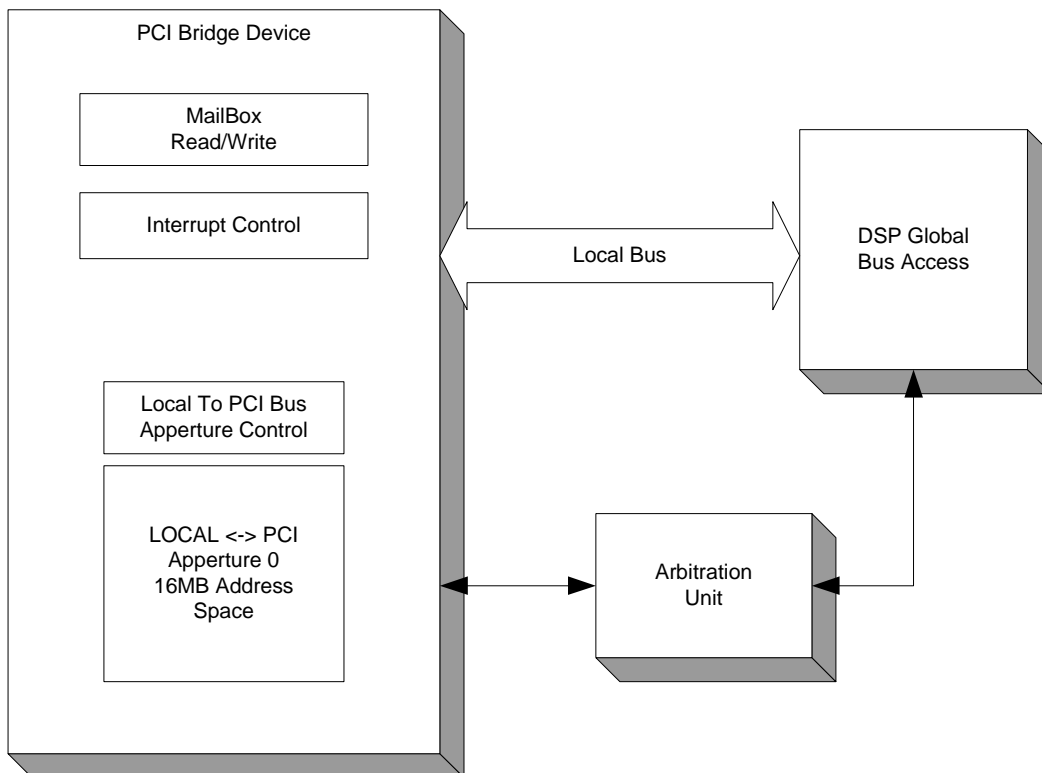 PCI Bridge Device
MailBox
Read/Write
Interrupt Control
Local Bus
DSP Global
Bus Access
Local To PCI Bus
Apperture Control
LOCAL <-> PCI
Apperture 0
16MB Address
Space
Arbitration
Unit